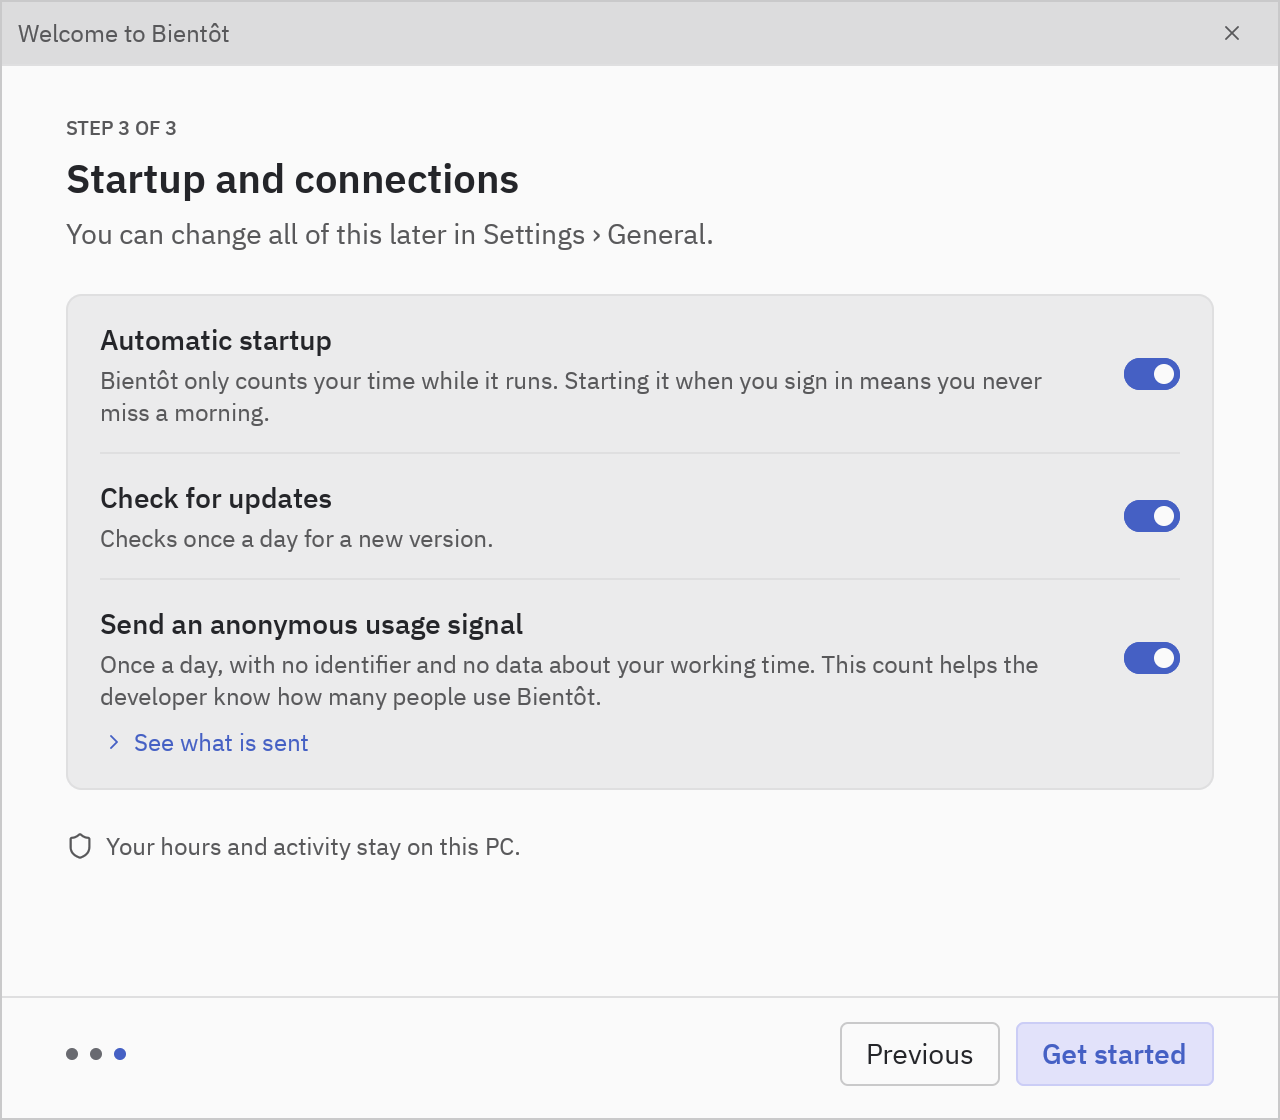 Welcome to Bientôt
STEP 3 OF 3
Startup and connections
You can change all of this later in Settings › General.
Automatic startup
Bientôt only counts your time while it runs. Starting it when you sign in means you never
miss a morning.
Check for updates
Checks once a day for a new version.
Send an anonymous usage signal
Once a day, with no identifier and no data about your working time. This count helps the
developer know how many people use Bientôt.
See what is sent
Your hours and activity stay on this PC.
Previous
Get started